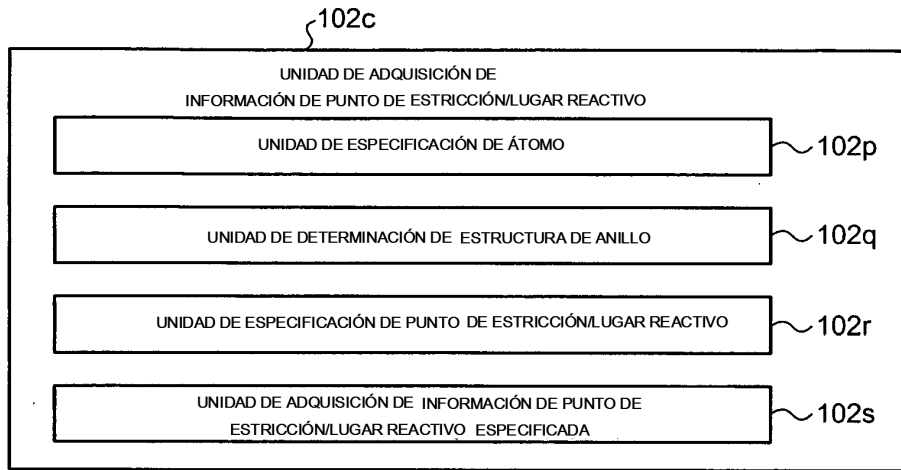 102c
UNIDAD DE ADQUISICIÓN DE
INFORMACIÓN DE PUNTO DE ESTRICCIÓN/LUGAR REACTIVO
UNIDAD DE ESPECIFICACIÓN DE ÁTOMO
102p
UNIDAD DE DETERMINACIÓN DE ESTRUCTURA DE ANILLO
102q
UNIDAD DE ESPECIFICACIÓN DE PUNTO DE ESTRICCIÓN/LUGAR REACTIVO
102r
UNIDAD DE ADQUISICIÓN DE INFORMACIÓN DE PUNTO DE
ESTRICCIÓN/LUGAR REACTIVO ESPECIFICADA
102s